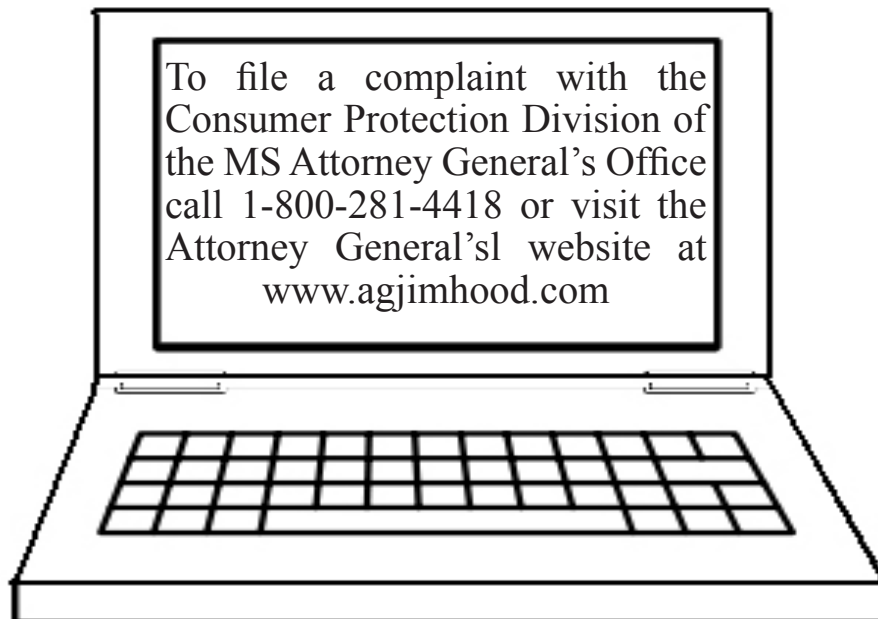 To file a complaint with the
Consumer Protection Division of
the MS Attorney General’s Office
call 1-800-281-4418 or visit the
Attorney General’sl website at
www.agjimhood.com